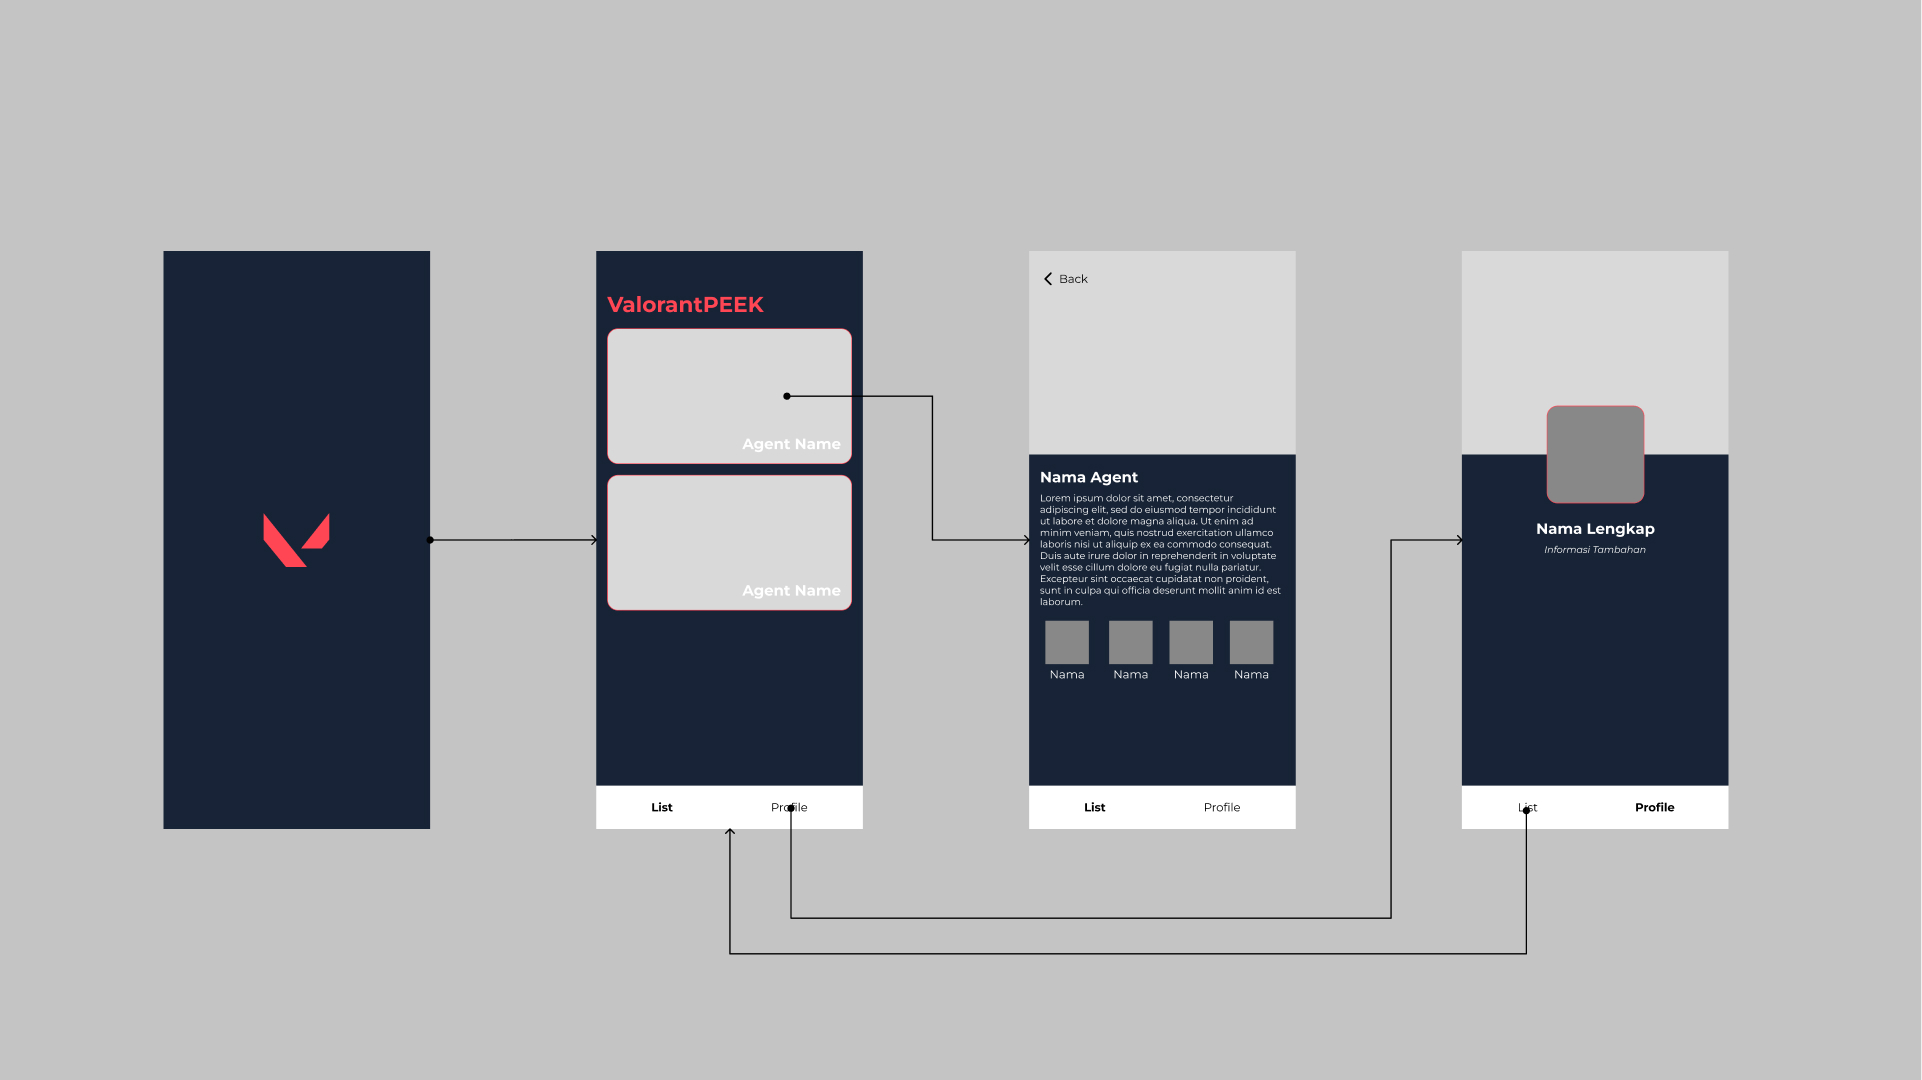 ValorantPEEK
Agent Name
Agent Name
List
Profile
Back
Nama Agent
Lorem ipsum dolor sit amet, consectetur
adipiscing elit, sed do eiusmod tempor incididunt
ut labore et dolore magna aliqua. Ut enim ad
minim veniam, quis nostrud exercitation ullamco
laboris nisi ut aliquip ex ea commodo consequat.
Duis aute irure dolor in reprehenderit in voluptate
velit esse cillum dolore eu fugiat nulla pariatur.
Excepteur sint occaecat cupidatat non proident,
sunt in culpa qui officia deserunt mollit anim id est
laborum.
Nama
Nama
Nama
Nama
List
Profile
Nama Lengkap
Informasi Tambahan
List
Profile